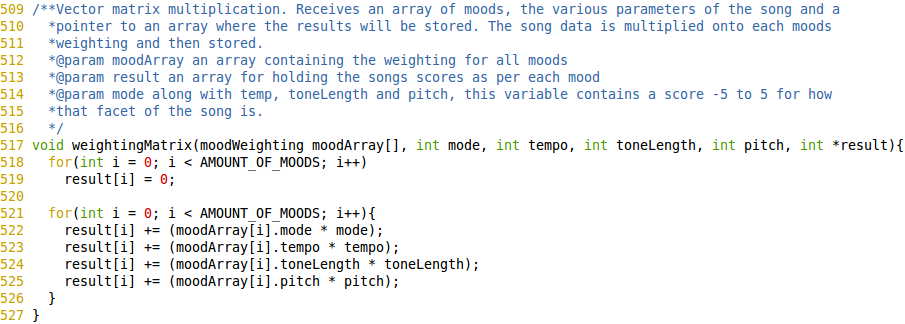 509 /**Vector matrix multiplication. Receives an array of moods, the various parameters of the song and a
510   *pointer to an array where the results will be stored. The song data is multiplied onto each moods
511   *weighting and then stored.
512   *@param moodArray an array containing the weighting for all moods
513   *@param result an array for holding the songs scores as per each mood
514   *@param mode along with temp, toneLength and pitch, this variable contains a score -5 to 5 for how
515   *that facet of the song is.
516   */
517 void weightingMatrix(moodWeighting moodArray[], int mode, int tempo, int toneLength, int pitch, int *result){
518   for(int i = 0; i < AMOUNT_OF_MOODS; i++)
519     result[i] = 0;
520
521   for(int i = 0; i < AMOUNT_OF_MOODS; i++){
522     result[i] += (moodArray[i].mode * mode);
523     result[i] += (moodArray[i].tempo * tempo);
524     result[i] += (moodArray[i].toneLength * toneLength);
525     result[i] += (moodArray[i].pitch * pitch);
526   }
527 }